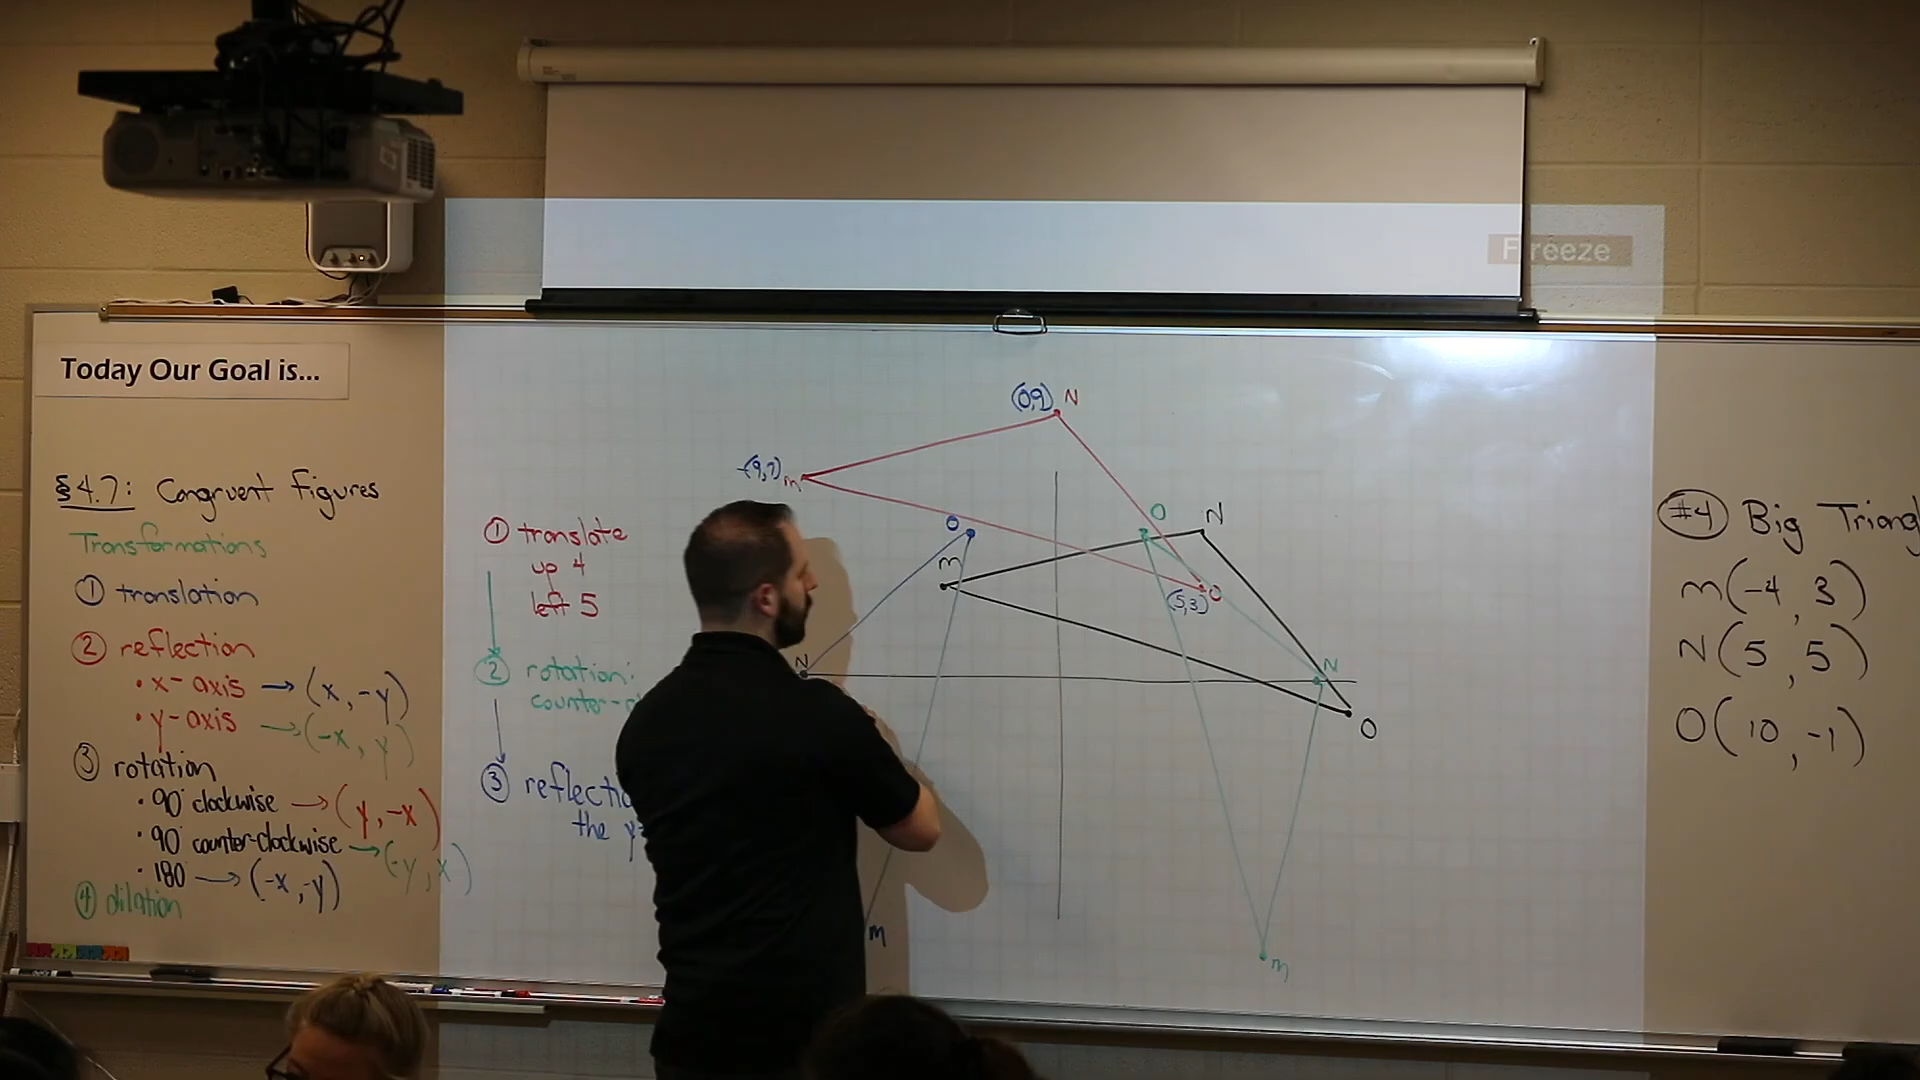 Freeze
Today Our Goal is...
§4.7: Congruent Figures
Transformations
① translation
② reflection
• x-axis → (x, -y)
• y-axis → (-x, y)
③ rotation
• 90° clockwise → (y, -x)
• 90° counter-clockwise → (-y, x)
• 180 → (-x, -y)
④ dilation
① translate
up 4
left 5
② rotation:
counter-c
③ reflectio
the y-
(0,9) N
-(9,7) m
O
m
O
N
(5,3) O
N
N
O
m
m
#4 Big Triangl
m(-4, 3)
N(5, 5)
O(10, -1)